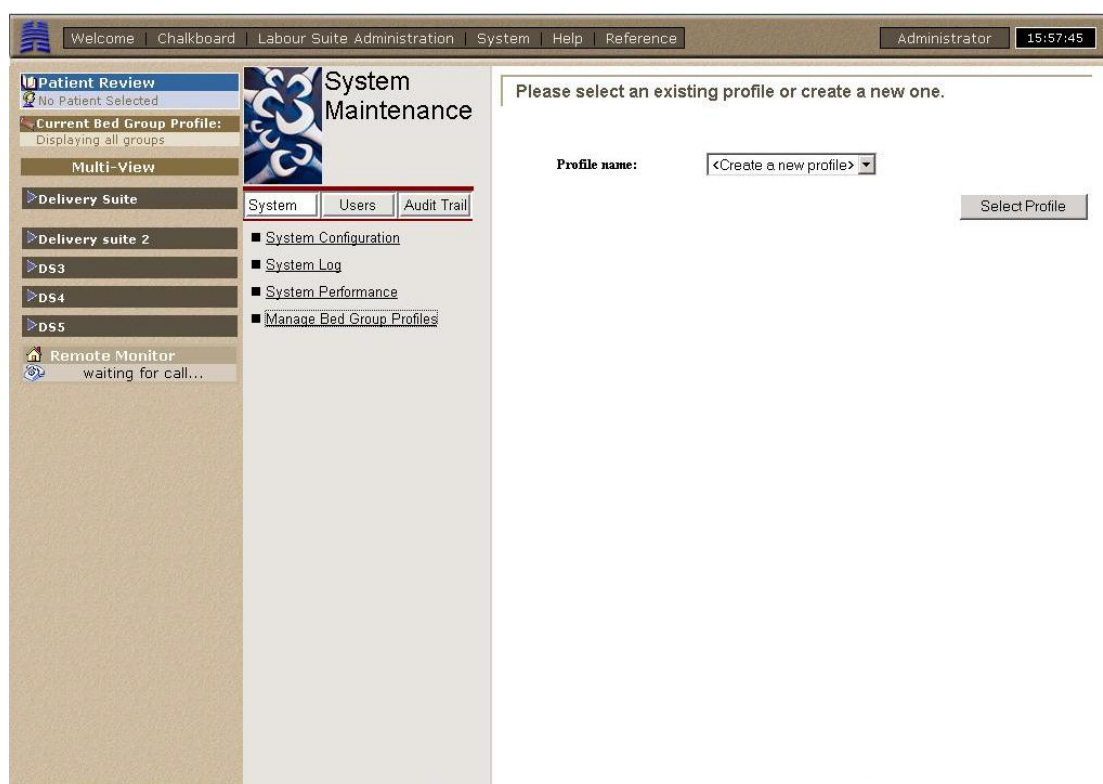 Welcome | Chalkboard | Labour Suite Administration | System | Help | Reference
Administrator
15:57:45
Patient Review
No Patient Selected
Current Bed Group Profile:
Displaying all groups
Multi-View
Delivery Suite
Delivery suite 2
DS3
DS4
DS5
Remote Monitor
waiting for call...
System
Maintenance
System
Users
Audit Trail
System Configuration
System Log
System Performance
Manage Bed Group Profiles
Please select an existing profile or create a new one.
Profile name:
<Create a new profile>
Select Profile